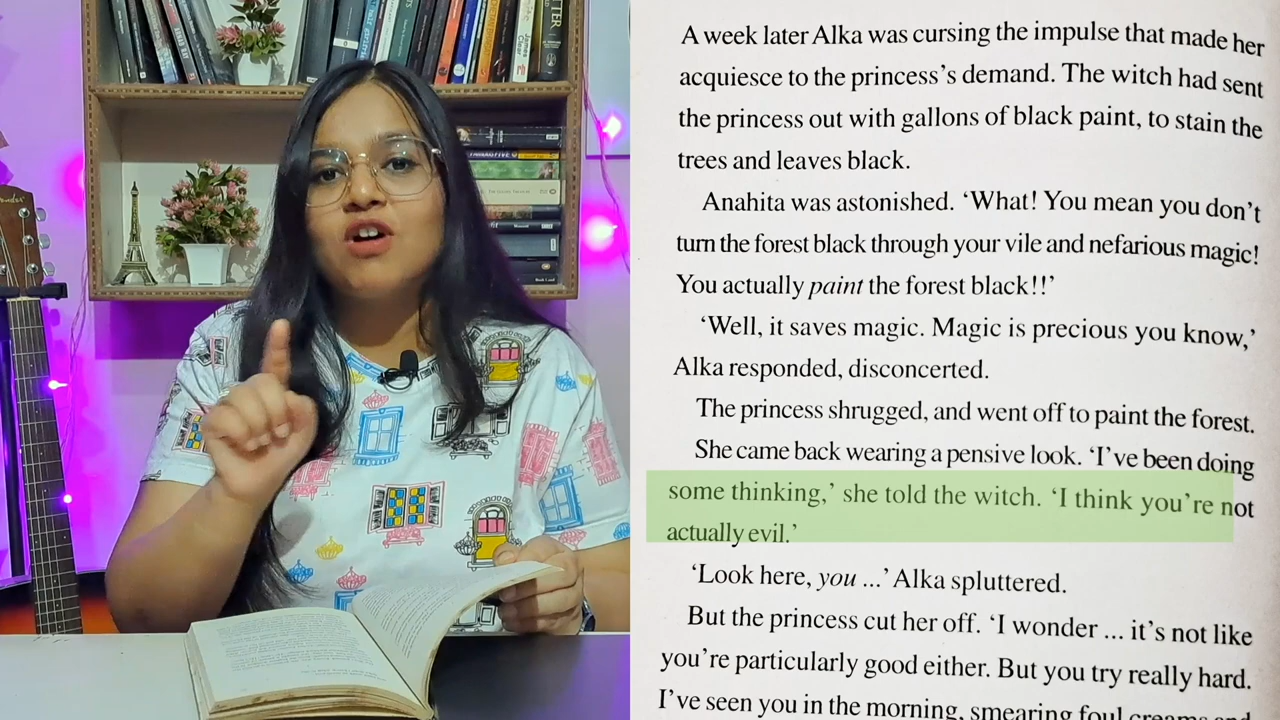 James
Clear
A week later Alka was cursing the impulse that made her
acquiesce to the princess's demand. The witch had sent
the princess out with gallons of black paint, to stain the
trees and leaves black.
Anahita was astonished. ‘What! You mean you don't
turn the forest black through your vile and nefarious magic!
You actually paint the forest black!!’
‘Well, it saves magic. Magic is precious you know,’
Alka responded, disconcerted.
The princess shrugged, and went off to paint the forest.
She came back wearing a pensive look. ‘I've been doing
some thinking,’ she told the witch. ‘I think you're not
actually evil.’
‘Look here, you ...’ Alka spluttered.
But the princess cut her off. ‘I wonder ... it's not like
you're particularly good either. But you try really hard.
I've seen you in the morning, smearing foul creams and